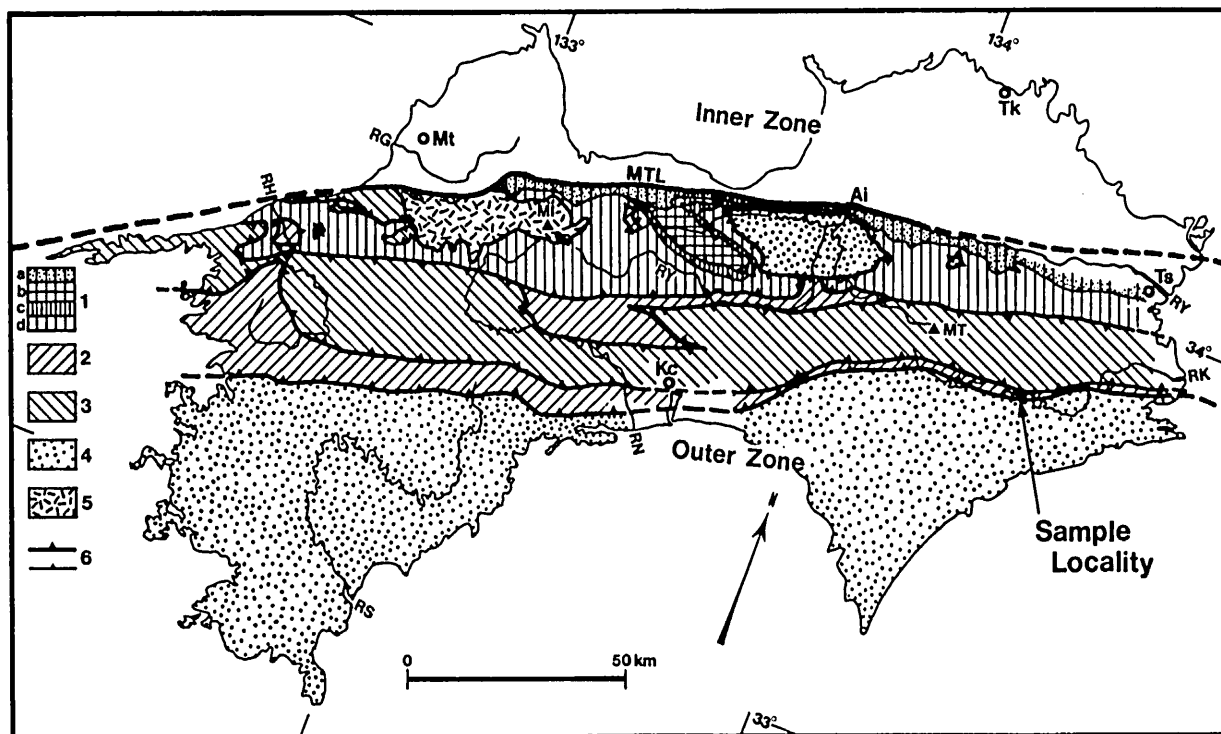 133°
134°
Tk
Inner Zone
Mt
RG
MTL
RH
Ai
MI
RY
Ts
RY
a
b
c
d
1
MT
2
34°
RK
Kc
3
RN
Outer Zone
4
5
N
Sample
Locality
6
RS
0
50 km
33°